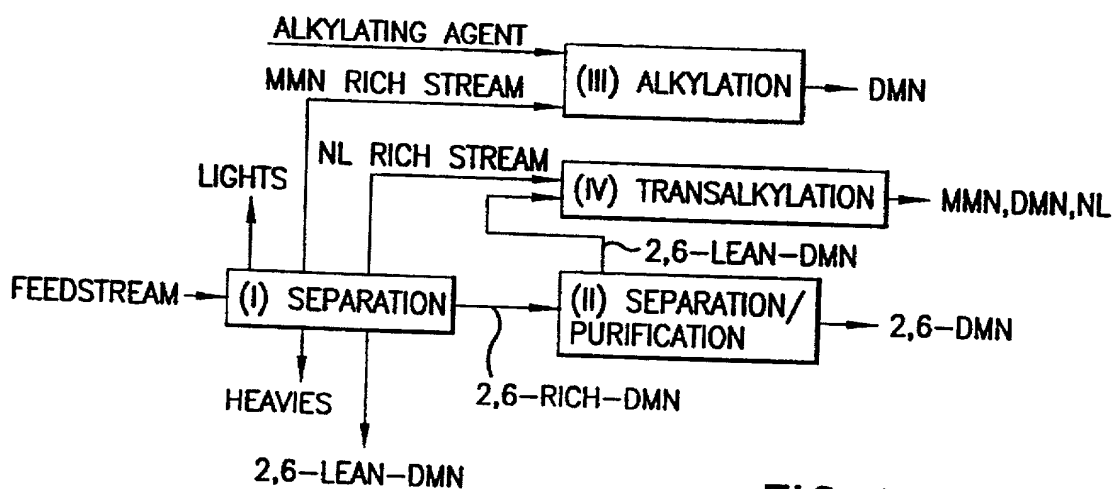 ALKYLATING AGENT
MMN RICH STREAM
(III) ALKYLATION
DMN
NL RICH STREAM
LIGHTS
(IV) TRANSALKYLATION
MMN,DMN,NL
2,6-LEAN-DMN
FEEDSTREAM
(I) SEPARATION
(II) SEPARATION/
PURIFICATION
2,6-DMN
2,6-RICH-DMN
HEAVIES
2,6-LEAN-DMN